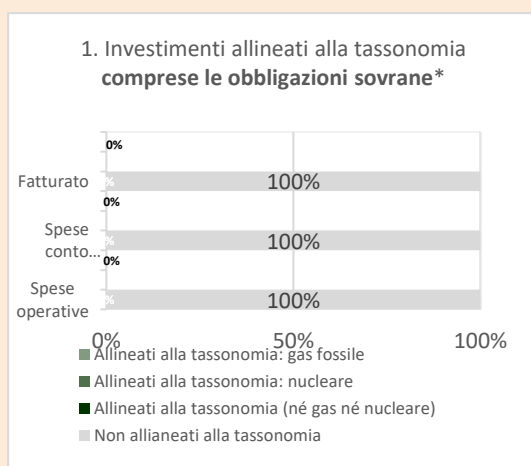 1. Investimenti allineati alla tassonomia
comprese le obbligazioni sovrane*
0%
Fatturato
%
100%
0%
Spese
conto...
%
100%
0%
Spese
operative
%
100%
0%
50%
100%
Allineati alla tassonomia: gas fossile
Allineati alla tassonomia: nucleare
Allineati alla tassonomia (né gas né nucleare)
Non allianeati alla tassonomia